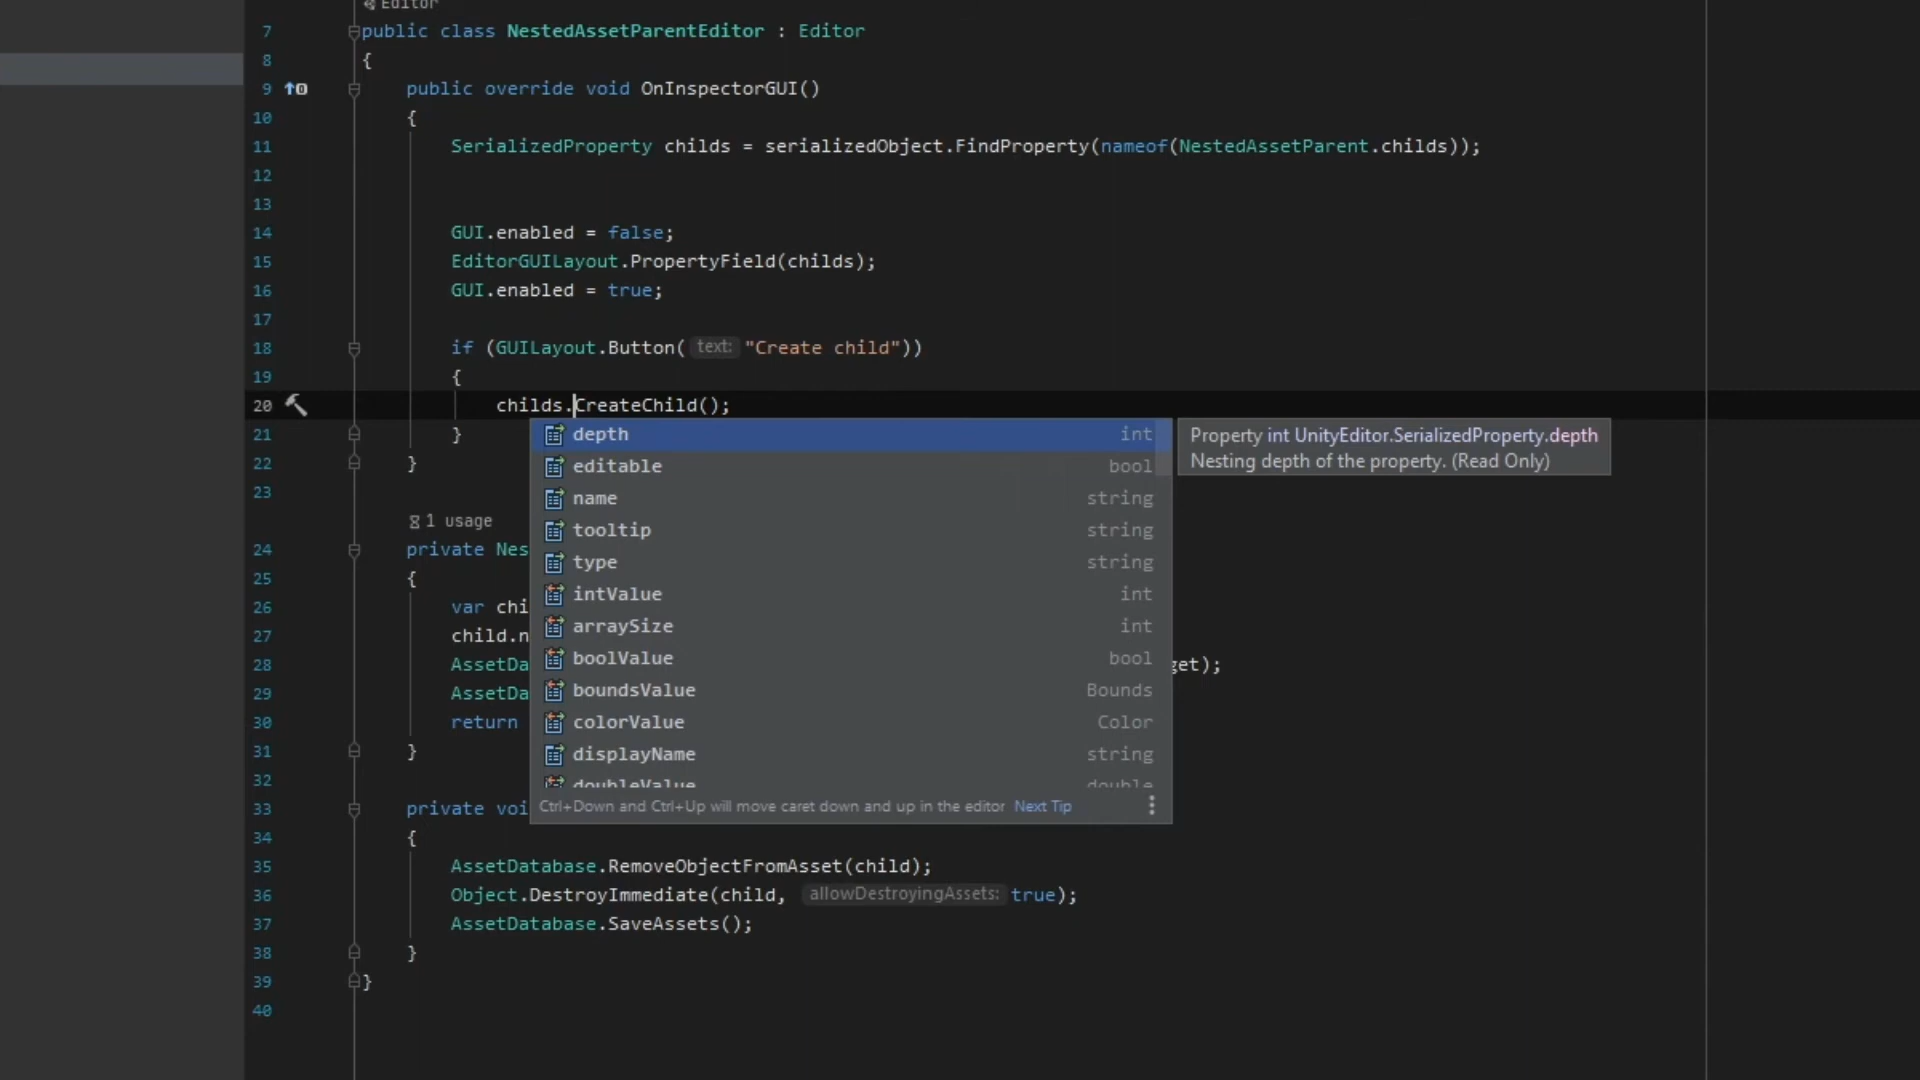 Editor
7 public class NestedAssetParentEditor : Editor
8 {
9 public override void OnInspectorGUI()
10 {
11 SerializedProperty childs = serializedObject.FindProperty(nameof(NestedAssetParent.childs));
12
13
14 GUI.enabled = false;
15 EditorGUILayout.PropertyField(childs);
16 GUI.enabled = true;
17
18 if (GUILayout.Button( text: "Create child"))
19 {
20 childs.CreateChild();
21 }
22 }
23
1 usage
24 private Nes
25 {
26 var chi
27 child.n
28 AssetDa get);
29 AssetDa
30 return
31 }
32
33 private voi
34 {
35 AssetDatabase.RemoveObjectFromAsset(child);
36 Object.DestroyImmediate(child, allowDestroyingAssets: true);
37 AssetDatabase.SaveAssets();
38 }
39 }
40
depth int
editable bool
name string
tooltip string
type string
intValue int
arraySize int
boolValue bool
boundsValue Bounds
colorValue Color
displayName string
doubleValue double
Ctrl+Down and Ctrl+Up will move caret down and up in the editor Next Tip
Property int UnityEditor.SerializedProperty.depth
Nesting depth of the property. (Read Only)